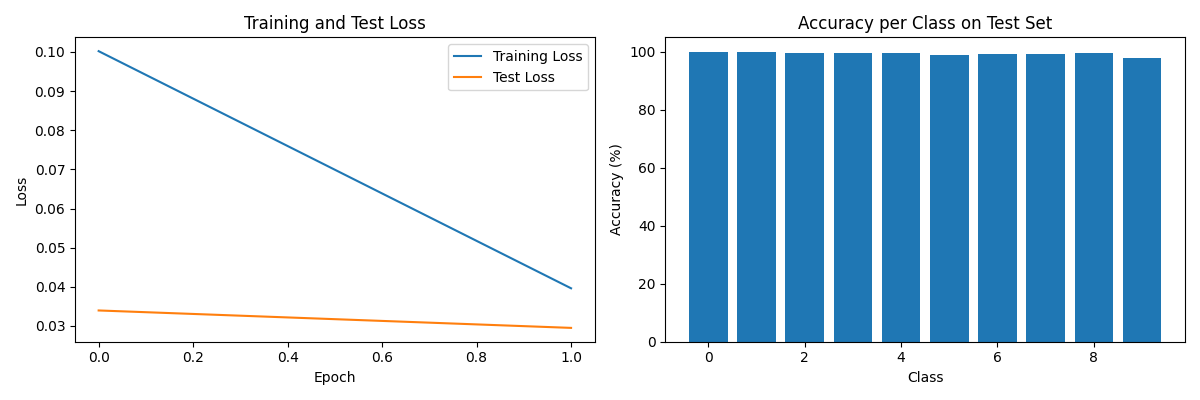 Training and Test Loss
Loss
0.10
0.09
0.08
0.07
0.06
0.05
0.04
0.03
Training Loss
Test Loss
0.0 0.2 0.4 0.6 0.8 1.0
Epoch
Accuracy per Class on Test Set
Accuracy (%)
100
80
60
40
20
0
0 2 4 6 8
Class